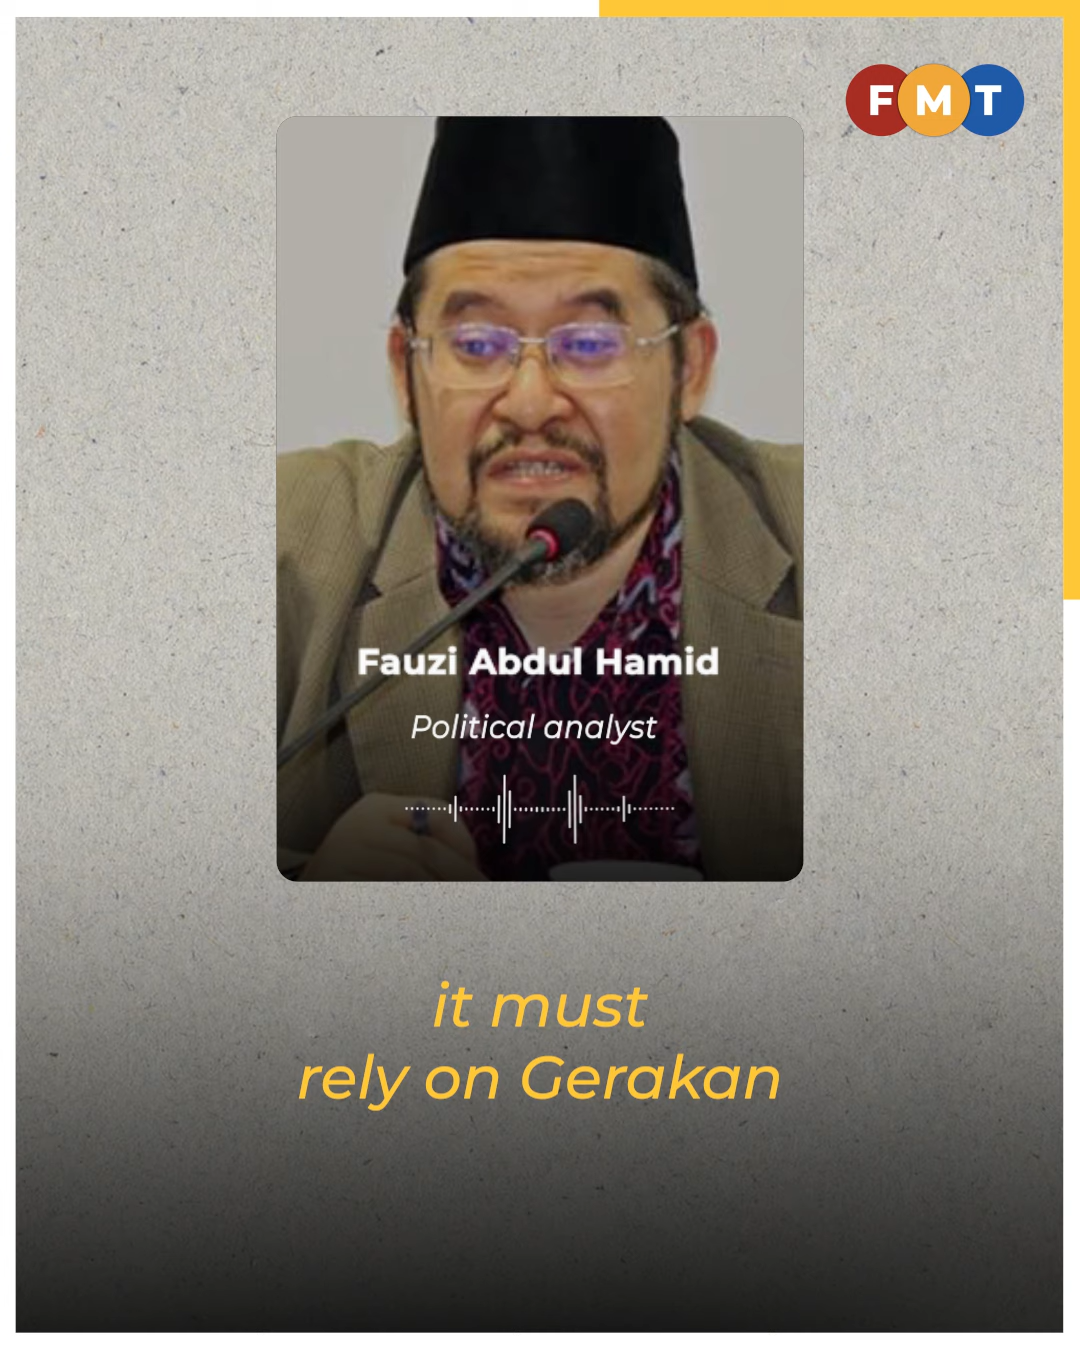 FMT
Fauzi Abdul Hamid
Political analyst
it must
rely on Gerakan